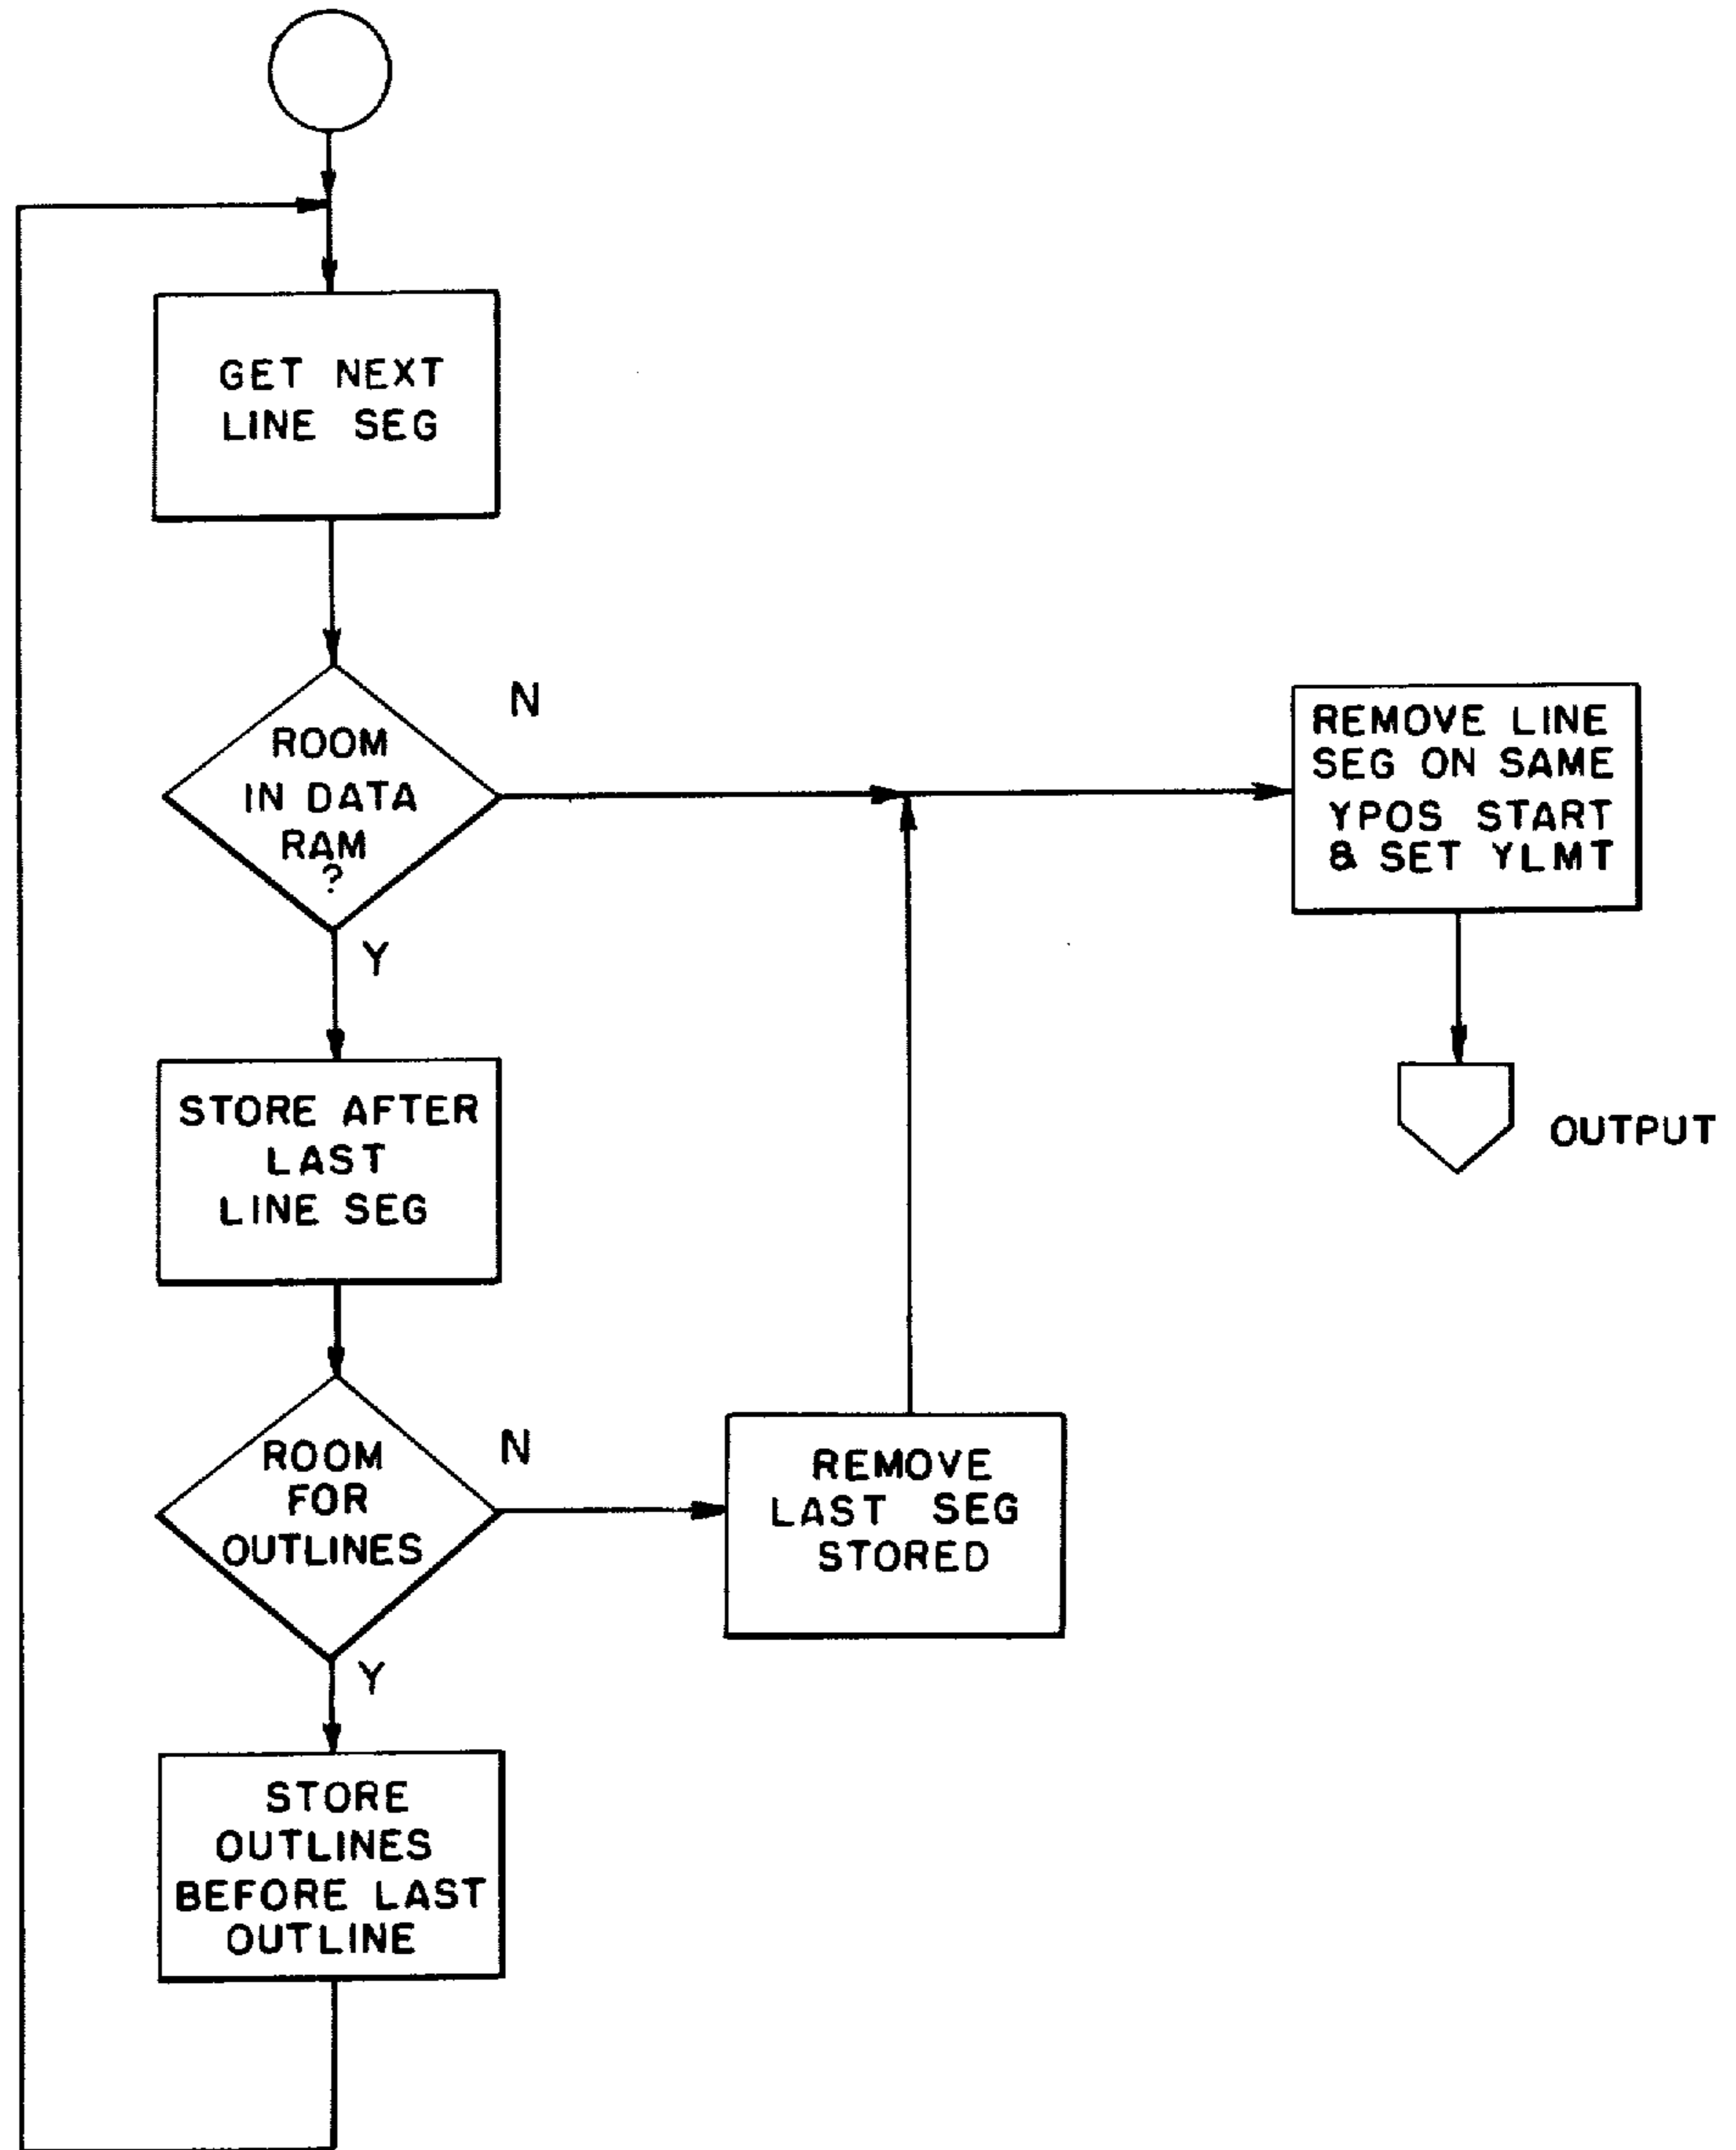 GET NEXT
LINE SEG
ROOM
IN DATA
RAM
?
N
Y
REMOVE LINE
SEG ON SAME
YPOS START
& SET YLMT
OUTPUT
STORE AFTER
LAST
LINE SEG
ROOM
FOR
OUTLINES
N
Y
REMOVE
LAST SEG
STORED
STORE
OUTLINES
BEFORE LAST
OUTLINE